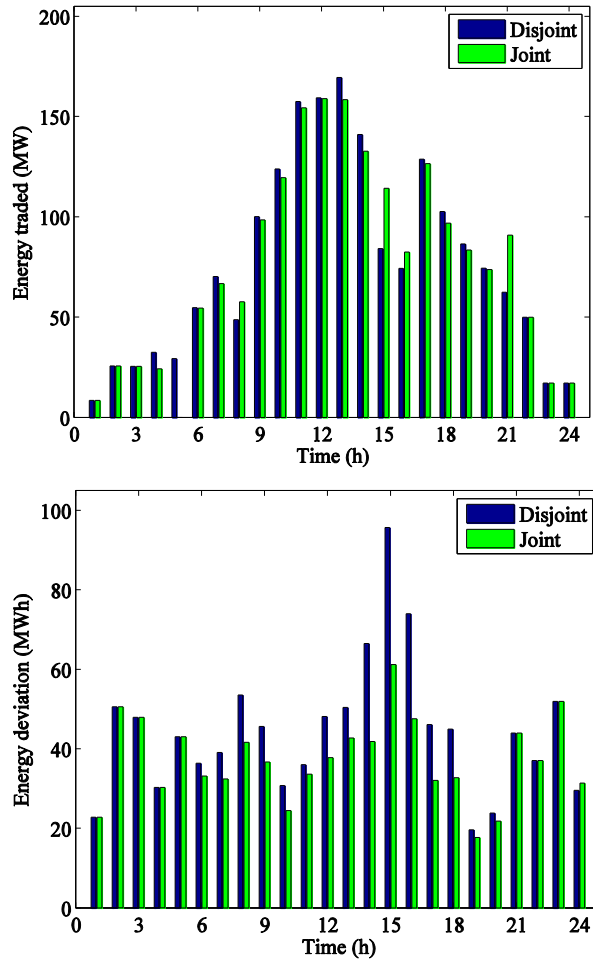 200
150
100
50
0
Energy traded (MW)
Disjoint
Joint
0 3 6 9 12 15 18 21 24
Time (h)
100
80
60
40
20
0
Energy deviation (MWh)
Disjoint
Joint
0 3 6 9 12 15 18 21 24
Time (h)